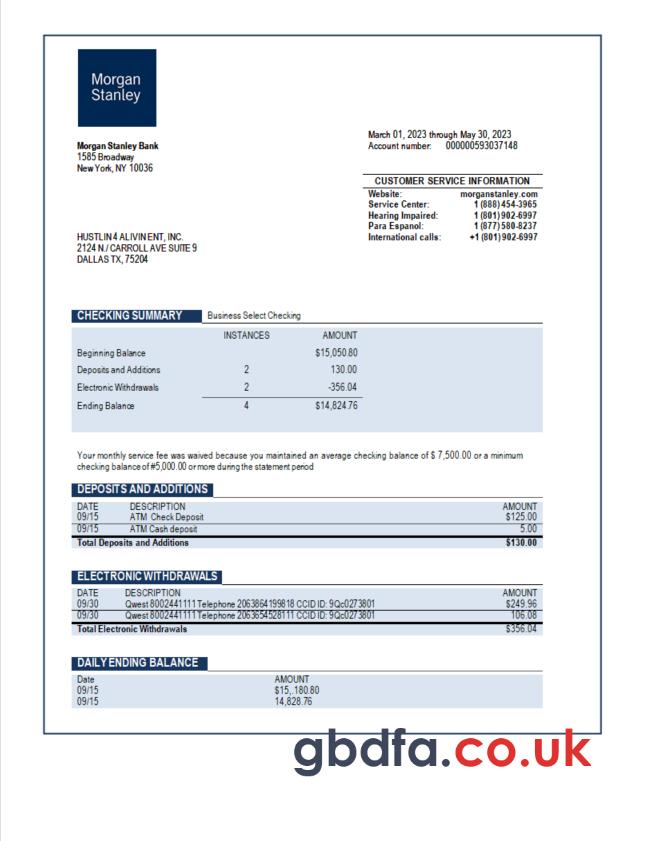 Morgan
Stanley
Morgan Stanley Bank
1585 Broadway
New York, NY 10036
March 01, 2023 through May 30, 2023
Account number: 000000593037148
CUSTOMER SERVICE INFORMATION
Website: morganstanley.com
Service Center: 1 (888) 454-3965
Hearing Impaired: 1 (801) 902-6997
Para Espanol: 1 (877) 580-8237
International calls: +1 (801) 902-6997
HUSTLIN 4 ALIVIN ENT, INC.
2124 N./ CARROLL AVE SUITE 9
DALLAS TX, 75204
CHECKING SUMMARY Business Select Checking
INSTANCES AMOUNT
Beginning Balance $15,050.80
Deposits and Additions 2 130.00
Electronic Withdrawals 2 -356.04
Ending Balance 4 $14,824.76
Your monthly service fee was waived because you maintained an average checking balance of $ 7,500.00 or a minimum
checking balance of #5,000.00 or more during the statement period
DEPOSITS AND ADDITIONS
DATE DESCRIPTION AMOUNT
09/15 ATM Check Deposit $125.00
09/15 ATM Cash deposit 5.00
Total Deposits and Additions $130.00
ELECTRONIC WITHDRAWALS
DATE DESCRIPTION AMOUNT
09/30 Qwest 8002441111 Telephone 2063864199818 CCID ID: 9Qc0273801 $249.96
09/30 Qwest 8002441111 Telephone 2063654528111 CCID ID: 9Qc0273801 106.08
Total Electronic Withdrawals $356.04
DAILY ENDING BALANCE
Date AMOUNT
09/15 $15,.180.80
09/15 14,828.76
gbdfa.co.uk